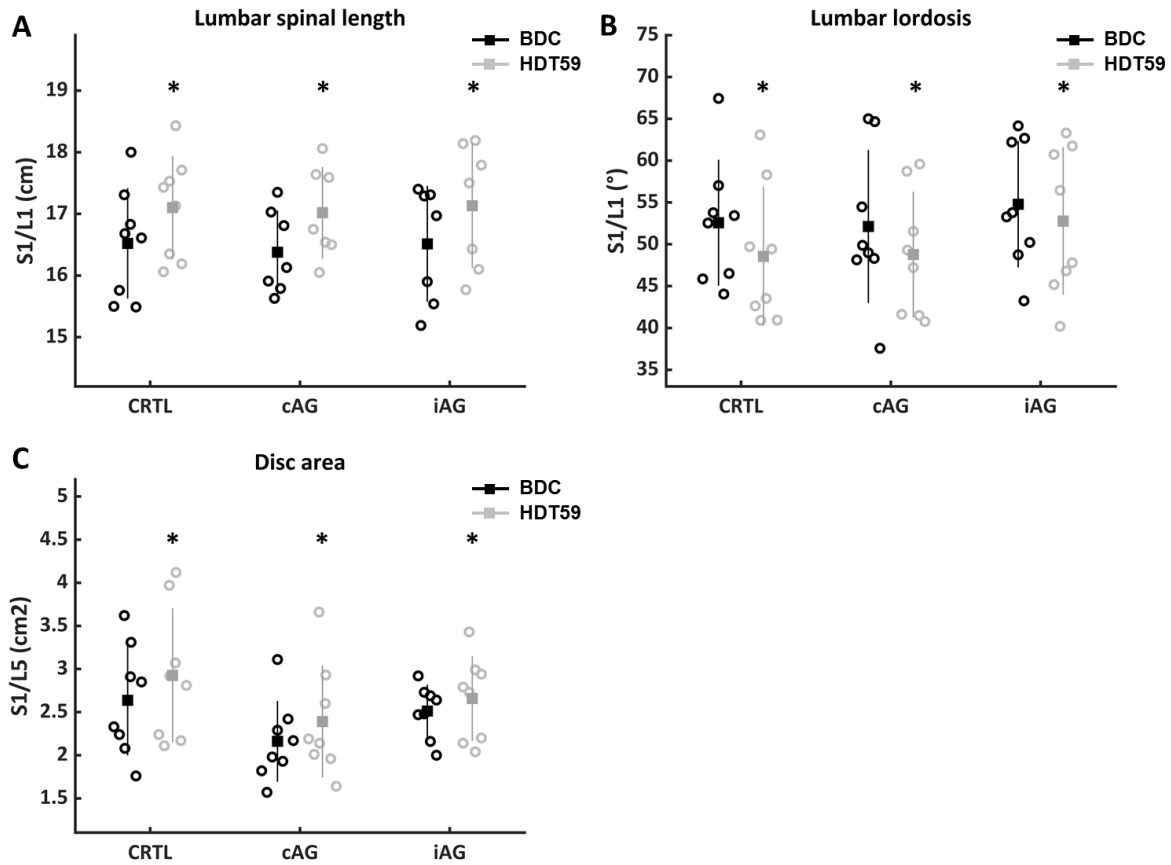 A
Lumbar spinal length
BDC
HDT59
* * *
S1/L1 (cm)
19
18
17
16
15
CRTL cAG iAG
B
Lumbar lordosis
BDC
HDT59
* * *
S1/L1 (°)
75
70
65
60
55
50
45
40
35
CRTL cAG iAG
C
Disc area
BDC
HDT59
* * *
S1/L5 (cm2)
5
4.5
4
3.5
3
2.5
2
1.5
CRTL cAG iAG